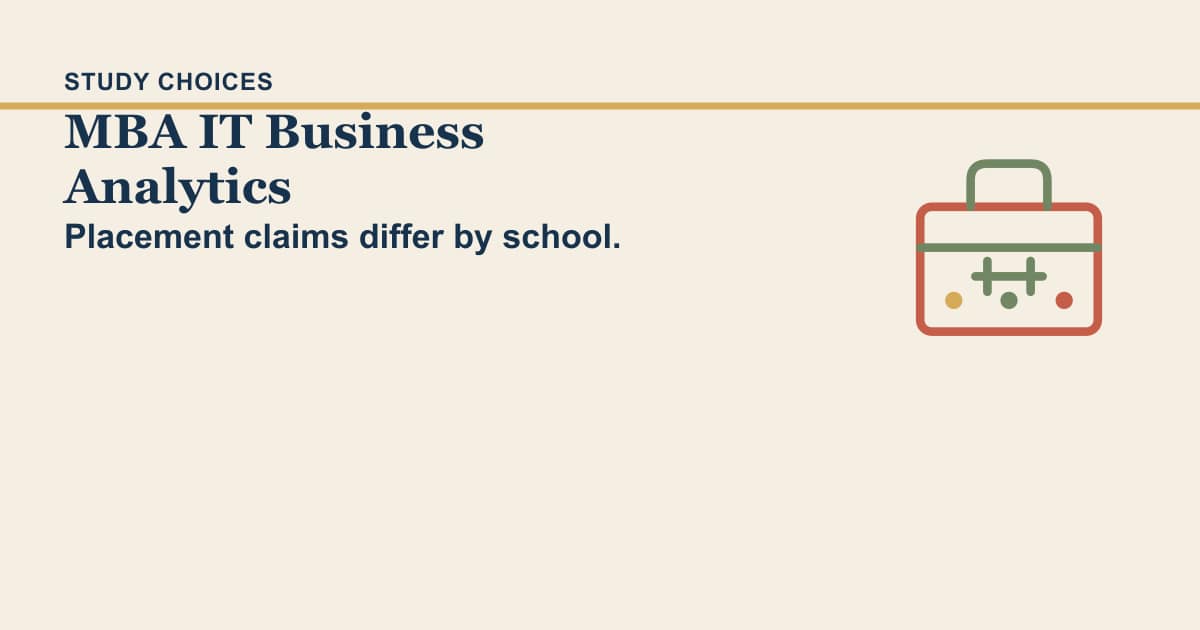 STUDY CHOICES
MBA IT Business
Analytics
Placement claims differ by school.